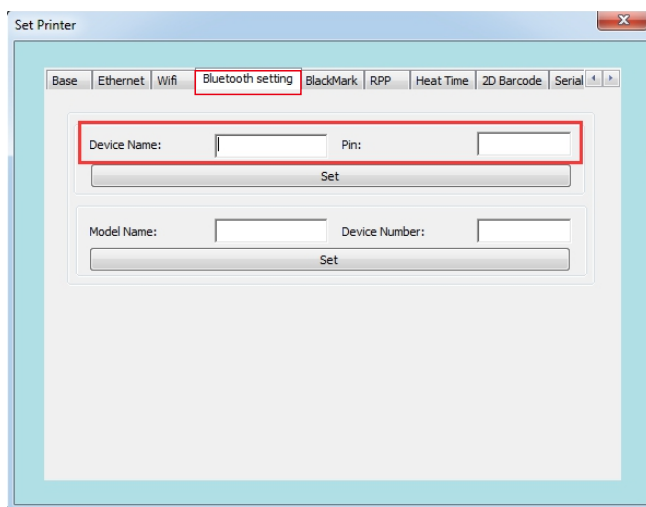 Set Printer
Base Ethernet Wifi Bluetooth setting BlackMark RPP Heat Time 2D Barcode Serial
Device Name: Pin:
Set
Model Name: Device Number:
Set